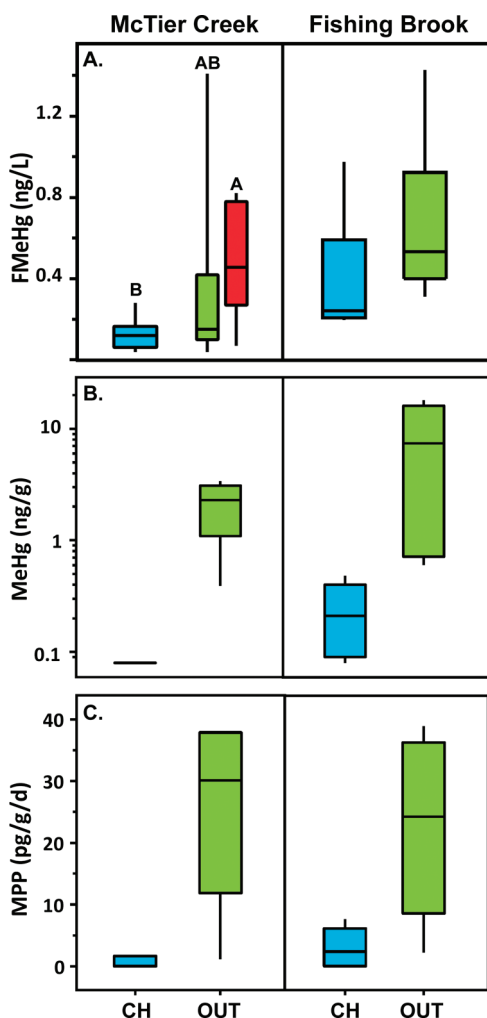 McTier Creek Fishing Brook
A.
FMeHg (ng/L)
1.2
0.8
0.4
B
AB
A
B.
MeHg (ng/g)
10
1
0.1
C.
MPP (pg/g/d)
40
30
20
10
0
CH OUT CH OUT